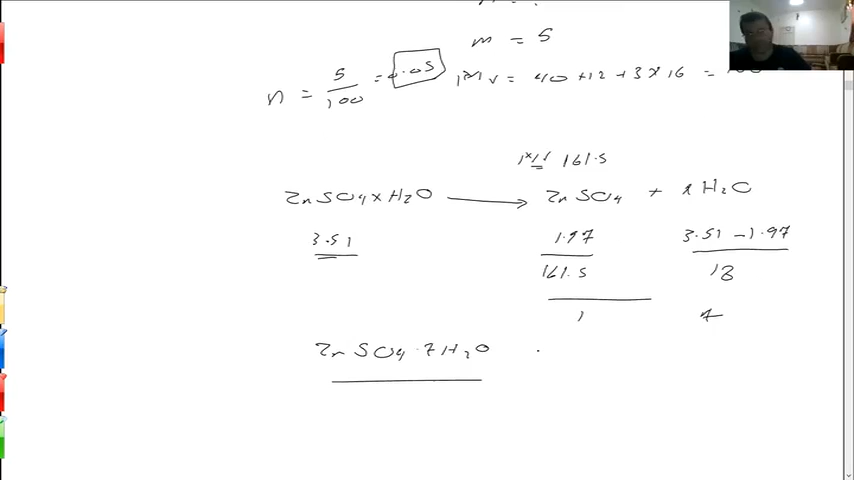 m = 5
n = 5/100 = 0.05 Mr = 40 + 12 + 3 × 16 = 100
Mr 161.5
ZnSO4xH2O → ZnSO4 + xH2O
3.51 1.97/161.5 3.51 - 1.97/18
1 7
ZnSO4·7H2O